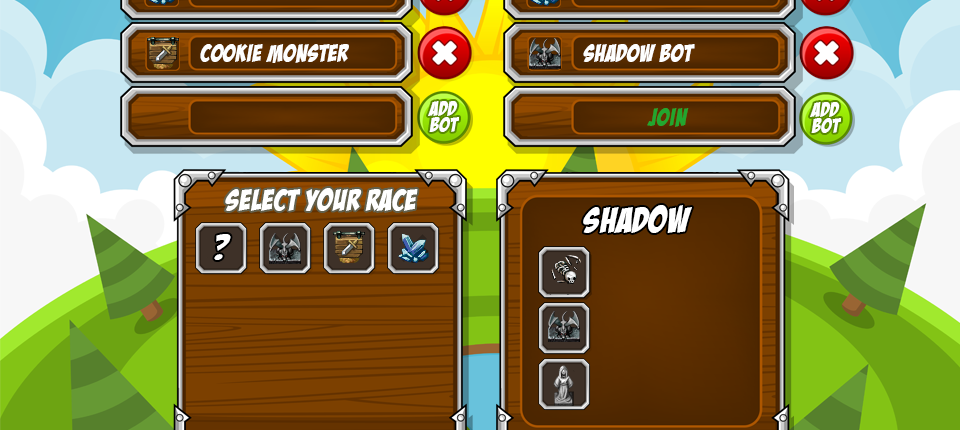 COOKIE MONSTER
SHADOW BOT
ADD
BOT
JOIN
ADD
BOT
SELECT YOUR RACE
?
SHADOW